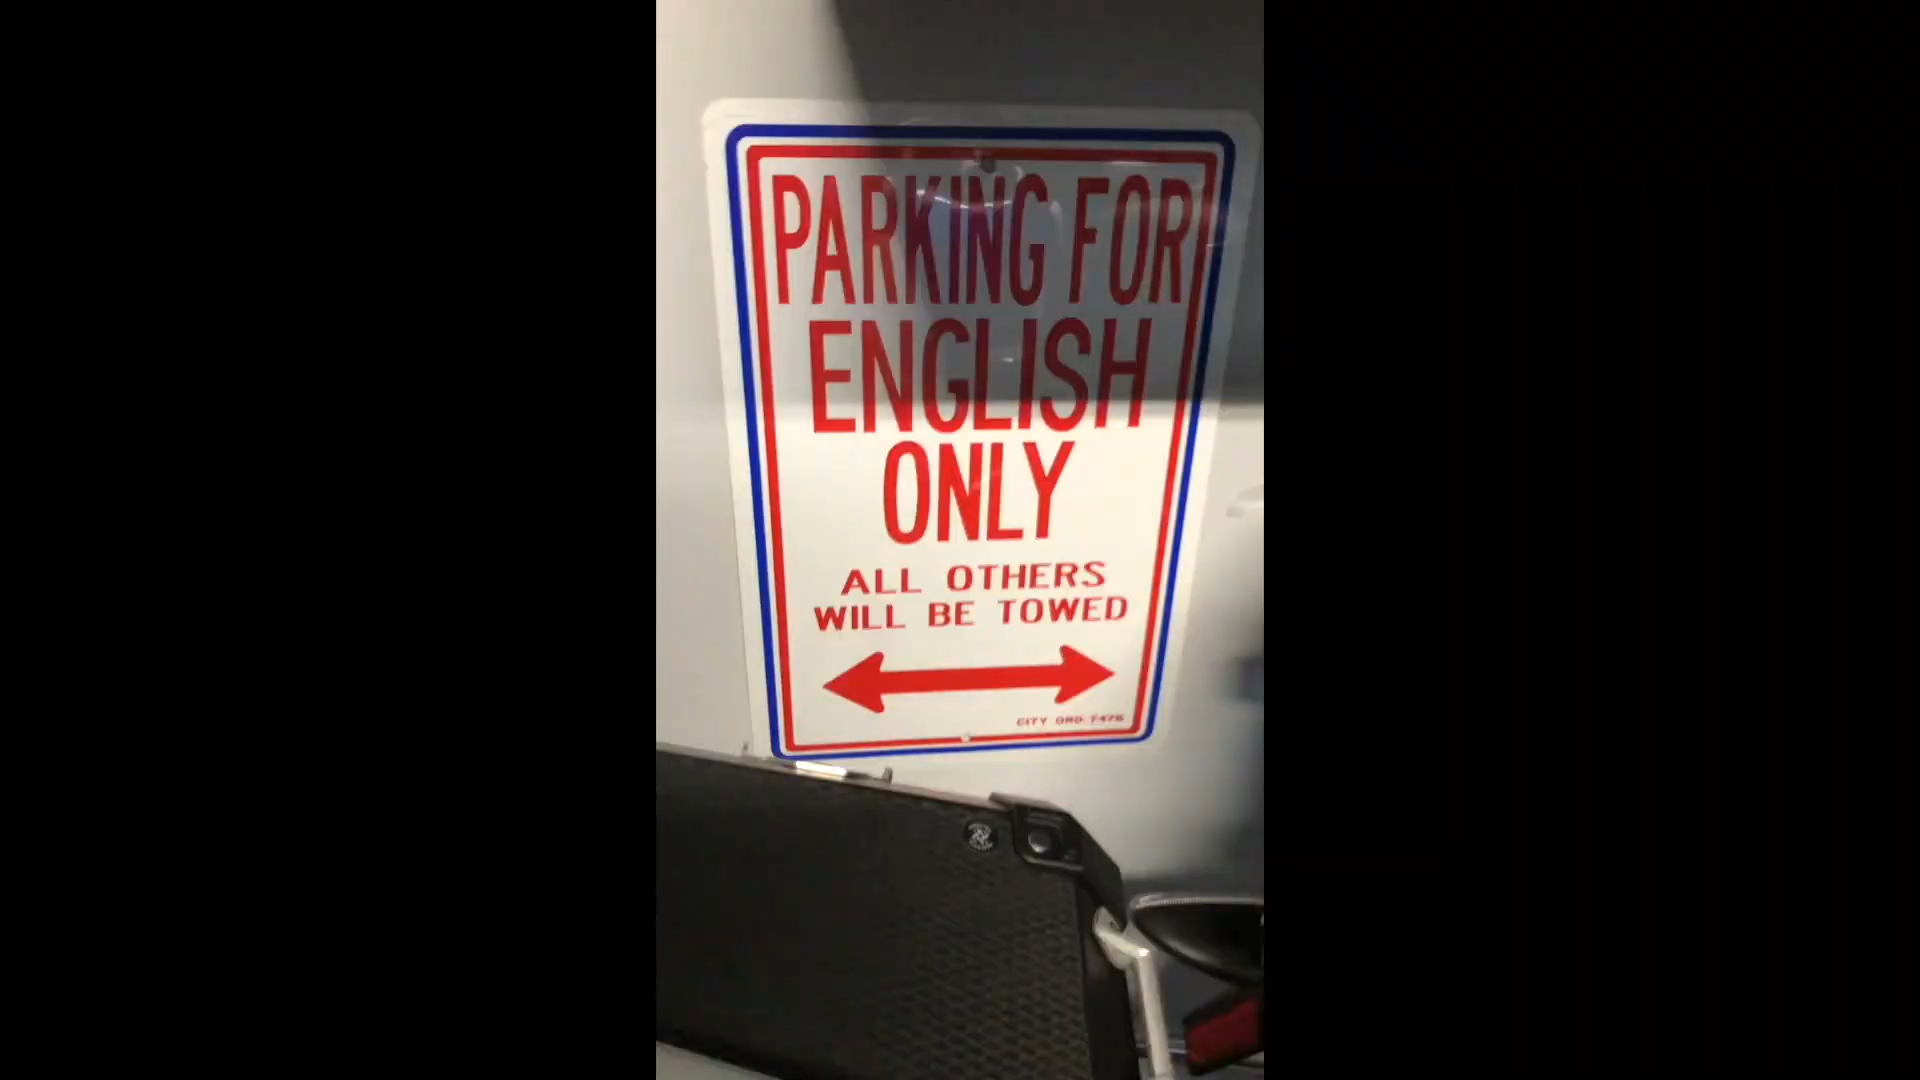 PARKING FOR
ENGLISH
ONLY
ALL OTHERS
WILL BE TOWED
CITY ORD 7476